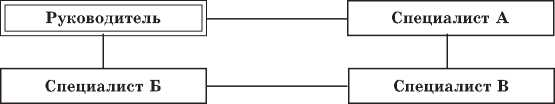 Руководитель
Специалист А
Специалист Б
Специалист В